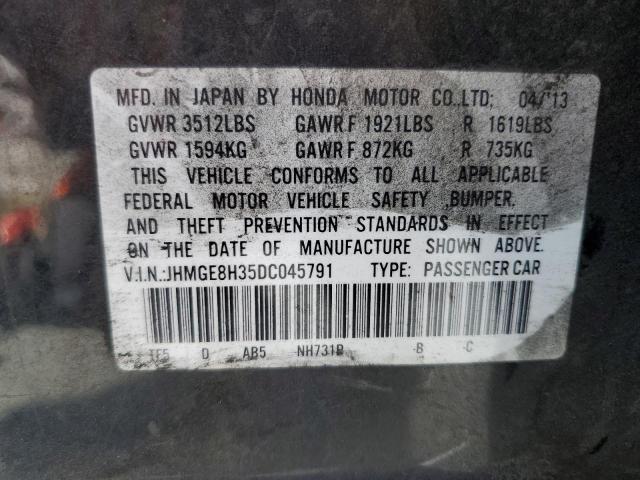 MFD. IN JAPAN BY HONDA MOTOR CO.,LTD; 04/13
GVWR 3512LBS GAWR F 1921LBS R 1619LBS
GVWR 1594KG GAWR F 872KG R 735KG
THIS VEHICLE CONFORMS TO ALL APPLICABLE
FEDERAL MOTOR VEHICLE SAFETY ,BUMPER,
AND THEFT PREVENTION STANDARDS IN EFFECT
ON THE DATE OF MANUFACTURE SHOWN ABOVE.
V.I.N.:JHMGE8H35DC045791 TYPE: PASSENGER CAR
TF5 D AB5 NH731P -B -C